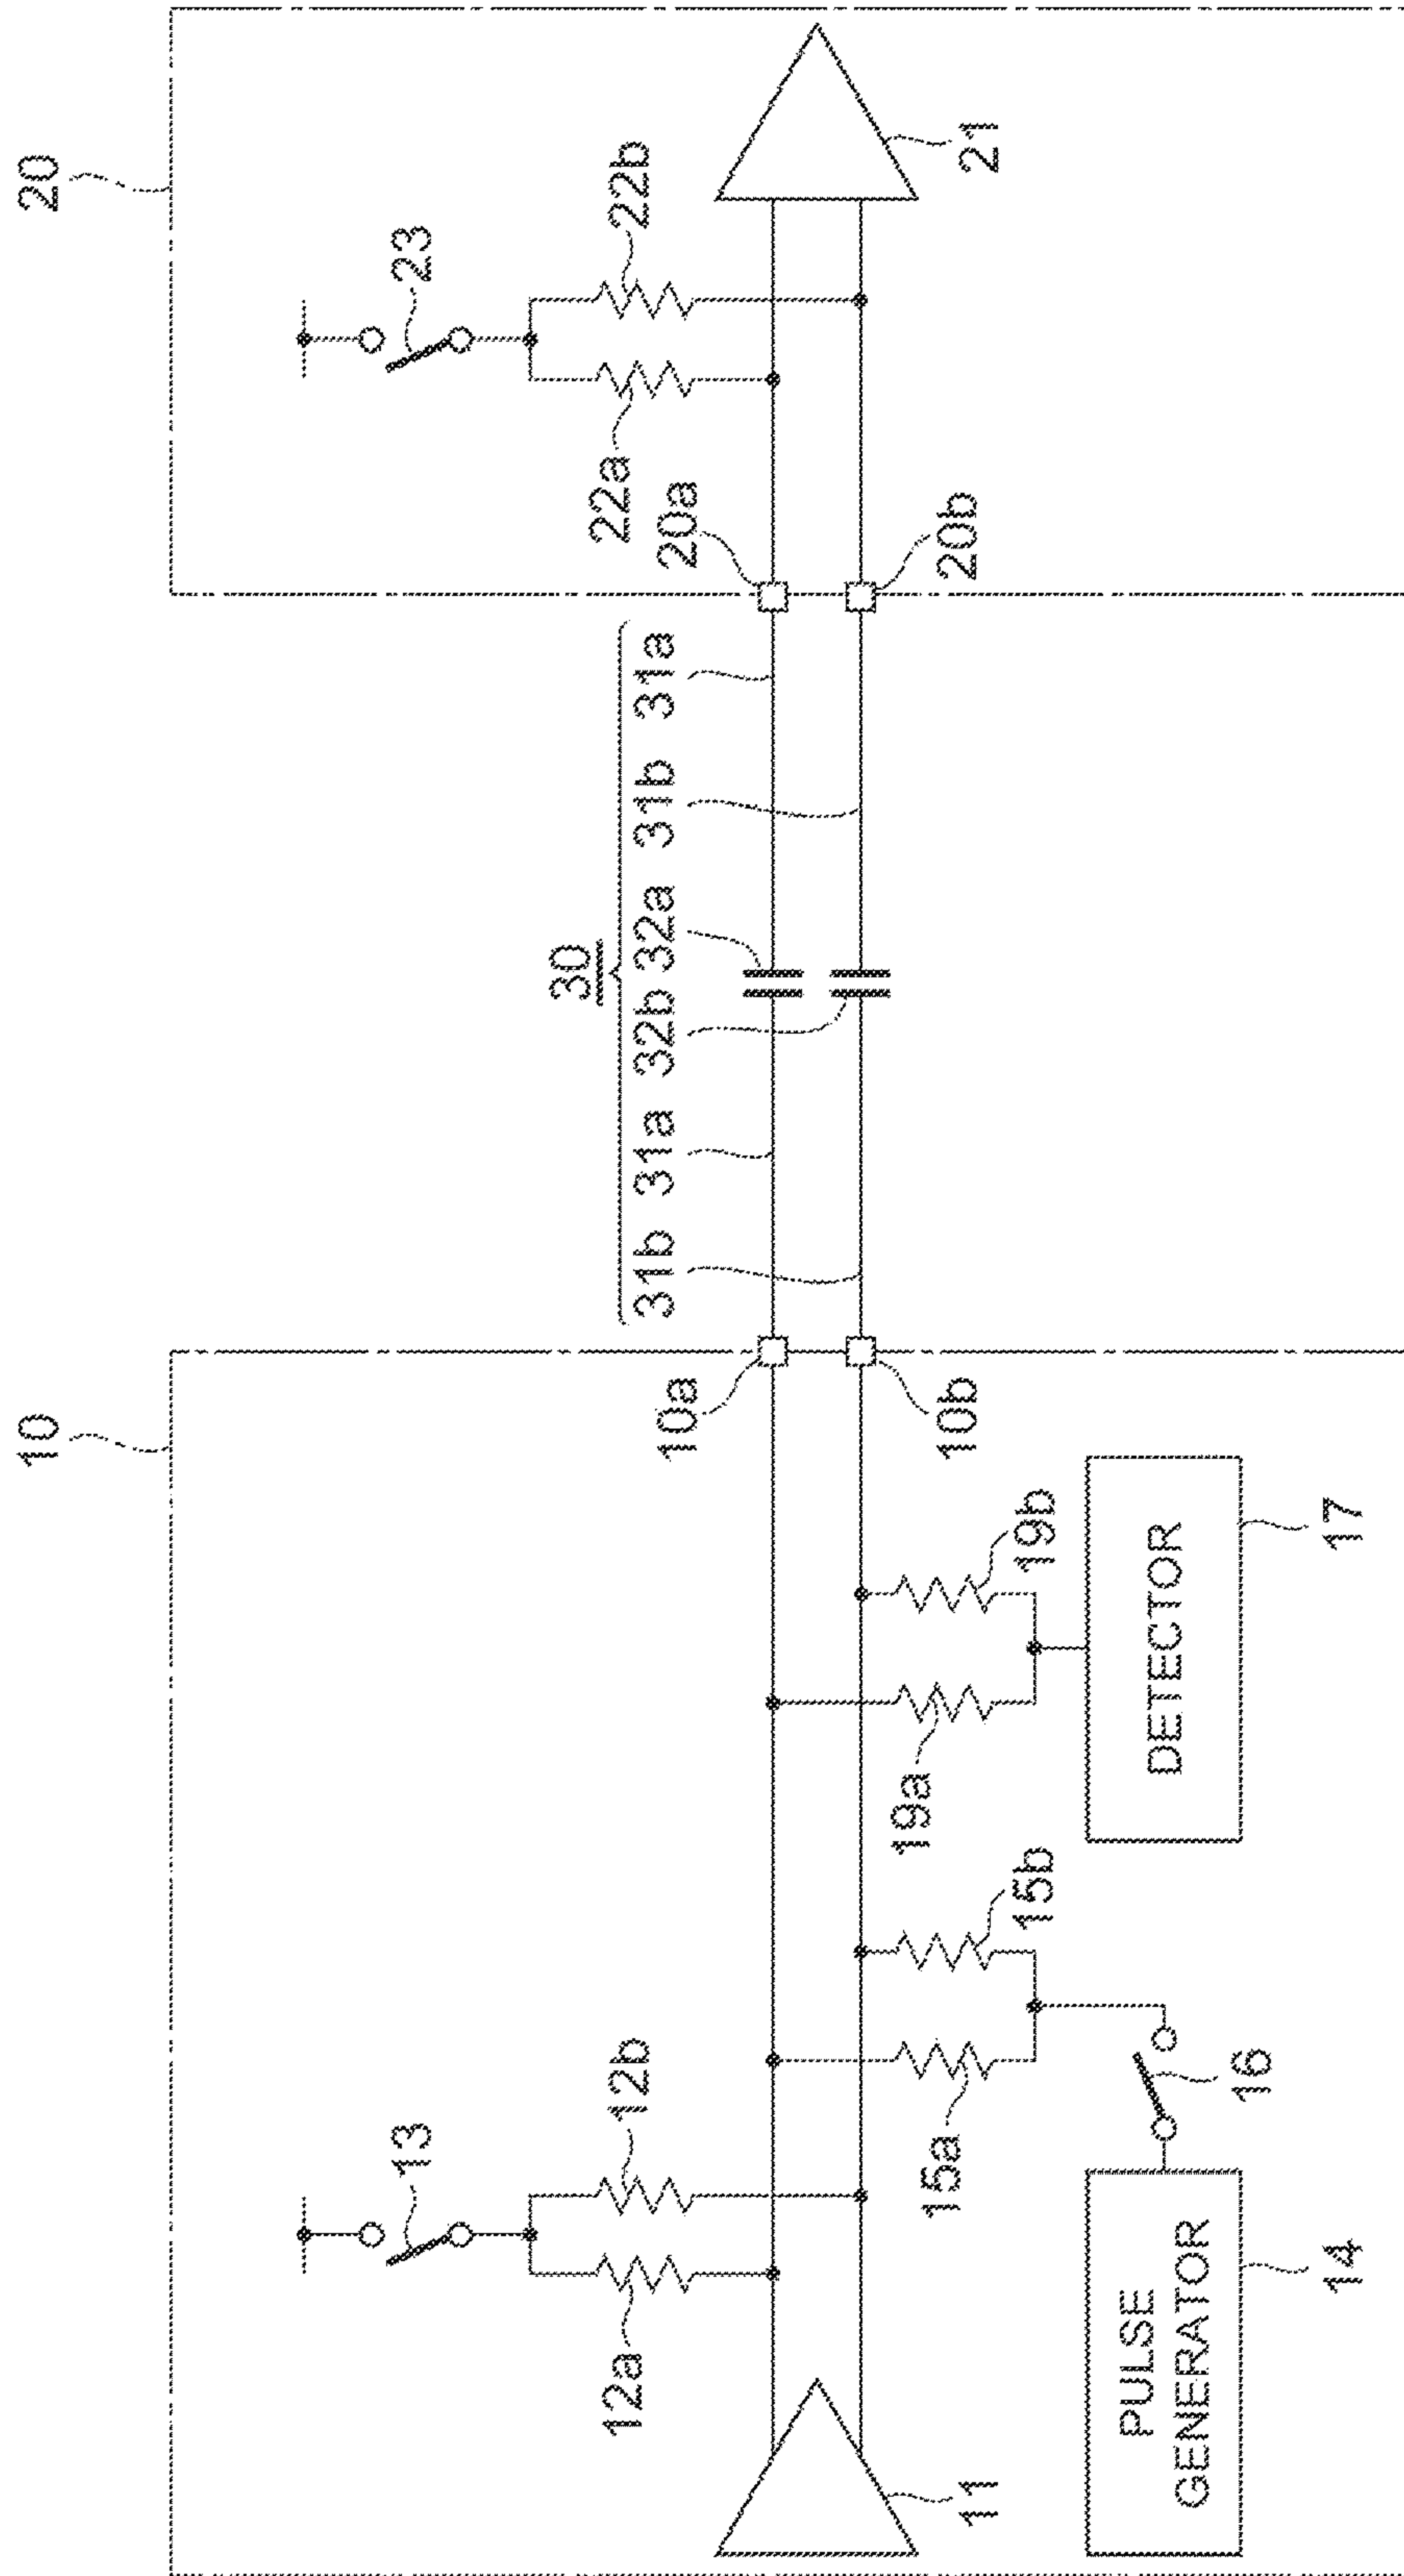 10
20
13
12a
12b
23
22a
22b
30
31b
31a
32b
32a
31b
31a
10a
20a
10b
20b
11
15a
15b
19a
19b
21
16
PULSE
GENERATOR
14
DETECTOR
17